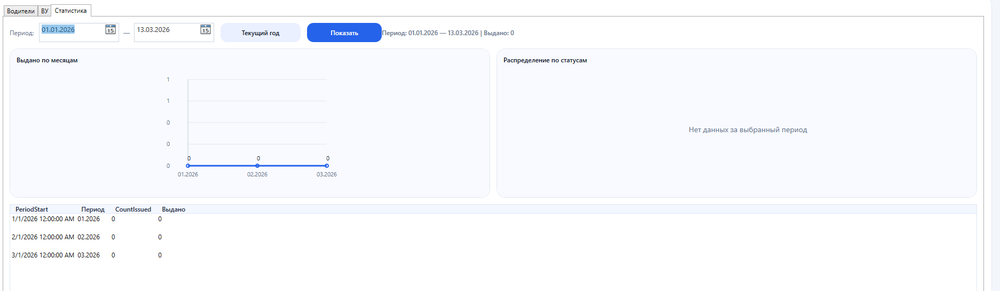 Водители ВУ Статистика
Период: 01.01.2026 15 — 13.03.2026 15 Текущий год Показать Период: 01.01.2026 — 13.03.2026 | Выдано: 0
Выдано по месяцам
1
1
0
0
0
0 0 0
01.2026 02.2026 03.2026
Распределение по статусам
Нет данных за выбранный период
PeriodStart Период CountIssued Выдано
1/1/2026 12:00:00 AM 01.2026 0 0
2/1/2026 12:00:00 AM 02.2026 0 0
3/1/2026 12:00:00 AM 03.2026 0 0